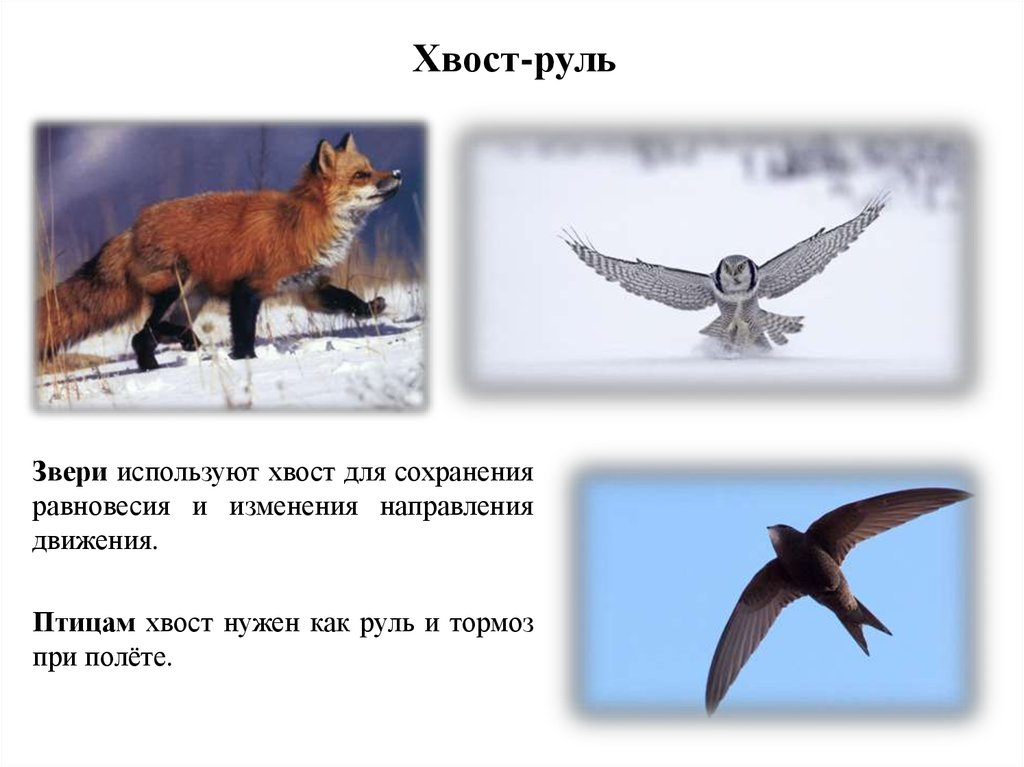 Хвост-руль
Звери используют хвост для сохранения
равновесия и изменения направления
движения.
Птицам хвост нужен как руль и тормоз
при полёте.